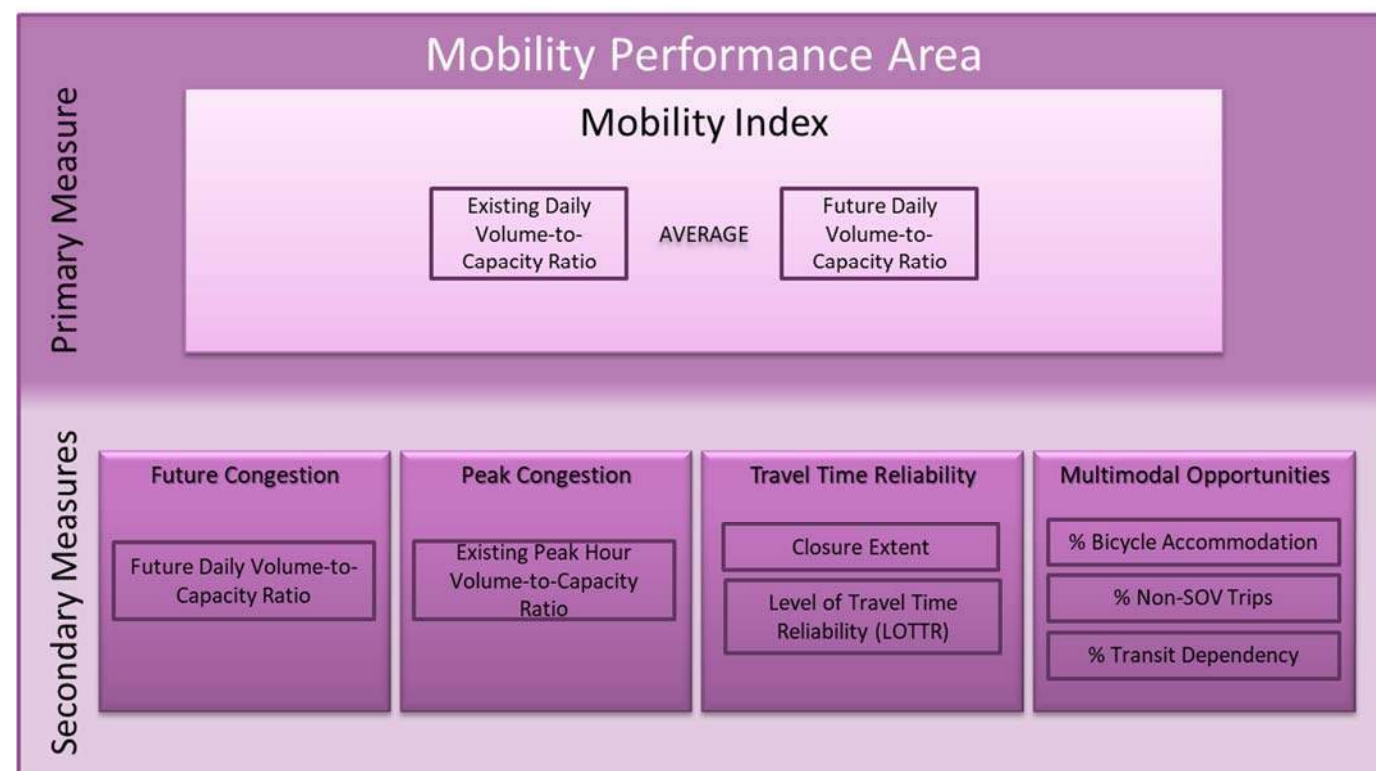 Mobility Performance Area
Primary Measure
Mobility Index
Existing Daily
Volume-to-
Capacity Ratio
AVERAGE
Future Daily
Volume-to-
Capacity Ratio
Secondary Measures
Future Congestion
Future Daily Volume-to-
Capacity Ratio
Peak Congestion
Existing Peak Hour
Volume-to-Capacity
Ratio
Travel Time Reliability
Closure Extent
Level of Travel Time
Reliability (LOTTR)
Multimodal Opportunities
% Bicycle Accommodation
% Non-SOV Trips
% Transit Dependency